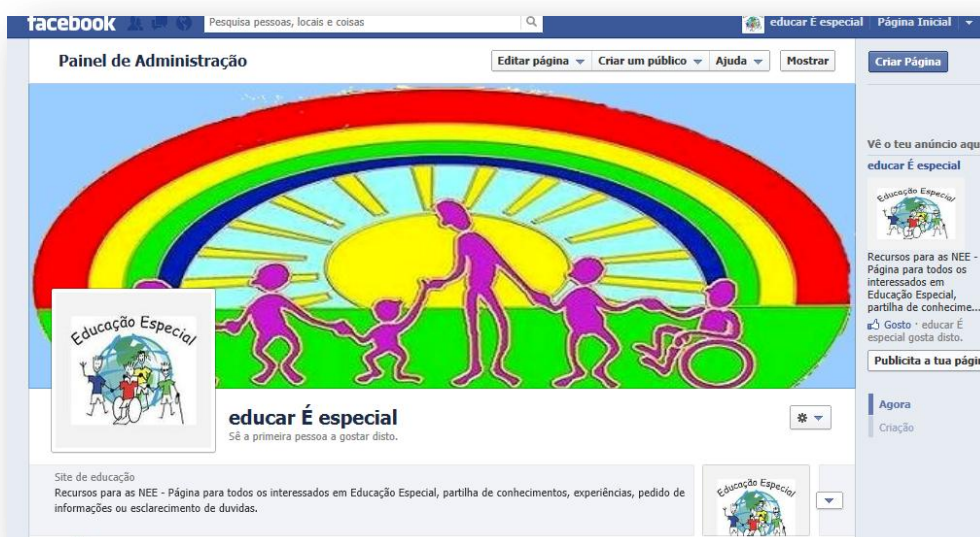 facebook
Pesquisa pessoas, locais e coisas
educar É especial
Página Inicial
Painel de Administração
Editar página
Criar um público
Ajuda
Mostrar
Criar Página
Educação Especial
educar É especial
Sê a primeira pessoa a gostar disto.
Site de educação
Recursos para as NEE - Página para todos os interessados em Educação Especial, partilha de conhecimentos, experiências, pedido de
informações ou esclarecimento de duvidas.
Educação Especial
Vê o teu anúncio aqu
educar É especial
Educação Especial
Recursos para as NEE -
Página para todos os
interessados em
Educação Especial,
partilha de conhecime...
Gosto · educar É
especial gosta disto.
Publicita a tua págin
Agora
Criação